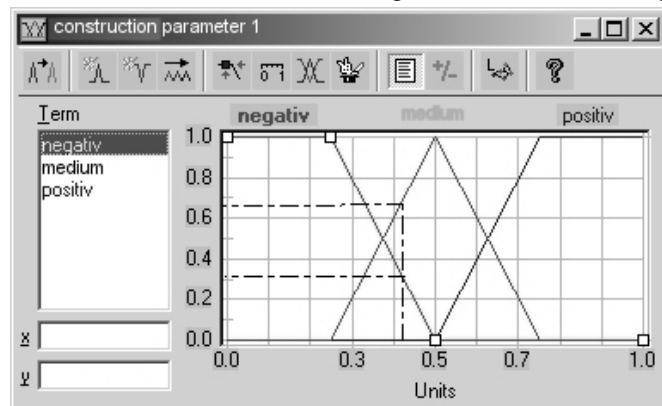 construction parameter 1
Term
negativ
medium
positiv
negativ medium positiv
1.0
0.8
0.6
0.4
0.2
0.0
0.0 0.3 0.5 0.7 1.0
Units
x
y